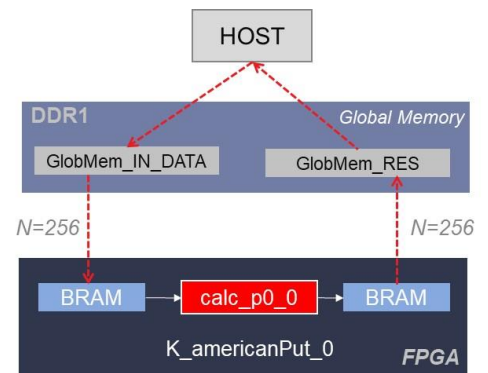 HOST
DDR1
Global Memory
GlobMem_IN_DATA
GlobMem_RES
N=256
N=256
BRAM
calc_p0_0
BRAM
K_americanPut_0
FPGA